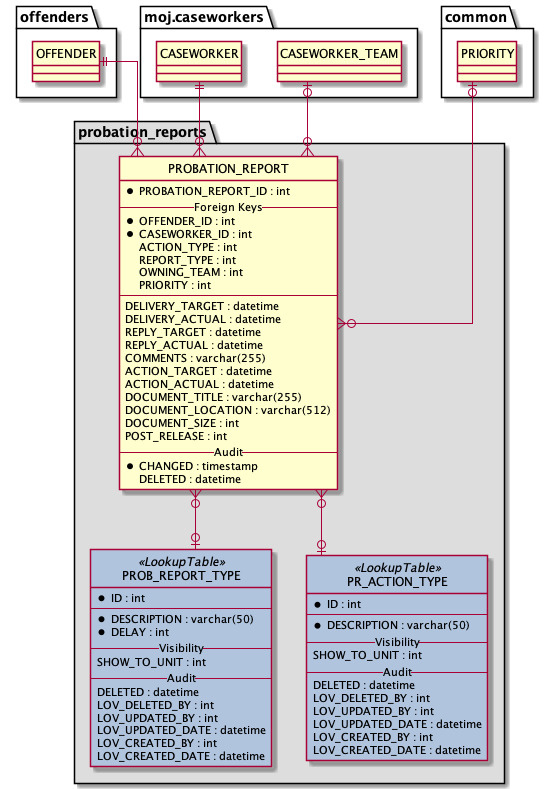 offenders
moj.caseworkers
common
OFFENDER
CASEWORKER
CASEWORKER_TEAM
PRIORITY
probation_reports
PROBATION_REPORT
PROBATION_REPORT_ID : int
Foreign Keys
OFFENDER_ID : int
CASEWORKER_ID : int
ACTION_TYPE : int
REPORT_TYPE : int
OWNING_TEAM : int
PRIORITY : int
DELIVERY_TARGET : datetime
DELIVERY_ACTUAL : datetime
REPLY_TARGET : datetime
REPLY_ACTUAL : datetime
COMMENTS : varchar(255)
ACTION_TARGET : datetime
ACTION_ACTUAL : datetime
DOCUMENT_TITLE : varchar(255)
DOCUMENT_LOCATION : varchar(512)
DOCUMENT_SIZE : int
POST_RELEASE : int
Audit
CHANGED : timestamp
DELETED : datetime
«LookupTable»
PROB_REPORT_TYPE
ID : int
DESCRIPTION : varchar(50)
DELAY : int
Visibility
SHOW_TO_UNIT : int
Audit
DELETED : datetime
LOV_DELETED_BY : int
LOV_UPDATED_BY : int
LOV_UPDATED_DATE : datetime
LOV_CREATED_BY : int
LOV_CREATED_DATE : datetime
«LookupTable»
PR_ACTION_TYPE
ID : int
DESCRIPTION : varchar(50)
Visibility
SHOW_TO_UNIT : int
Audit
DELETED : datetime
LOV_DELETED_BY : int
LOV_UPDATED_BY : int
LOV_UPDATED_DATE : datetime
LOV_CREATED_BY : int
LOV_CREATED_DATE : datetime